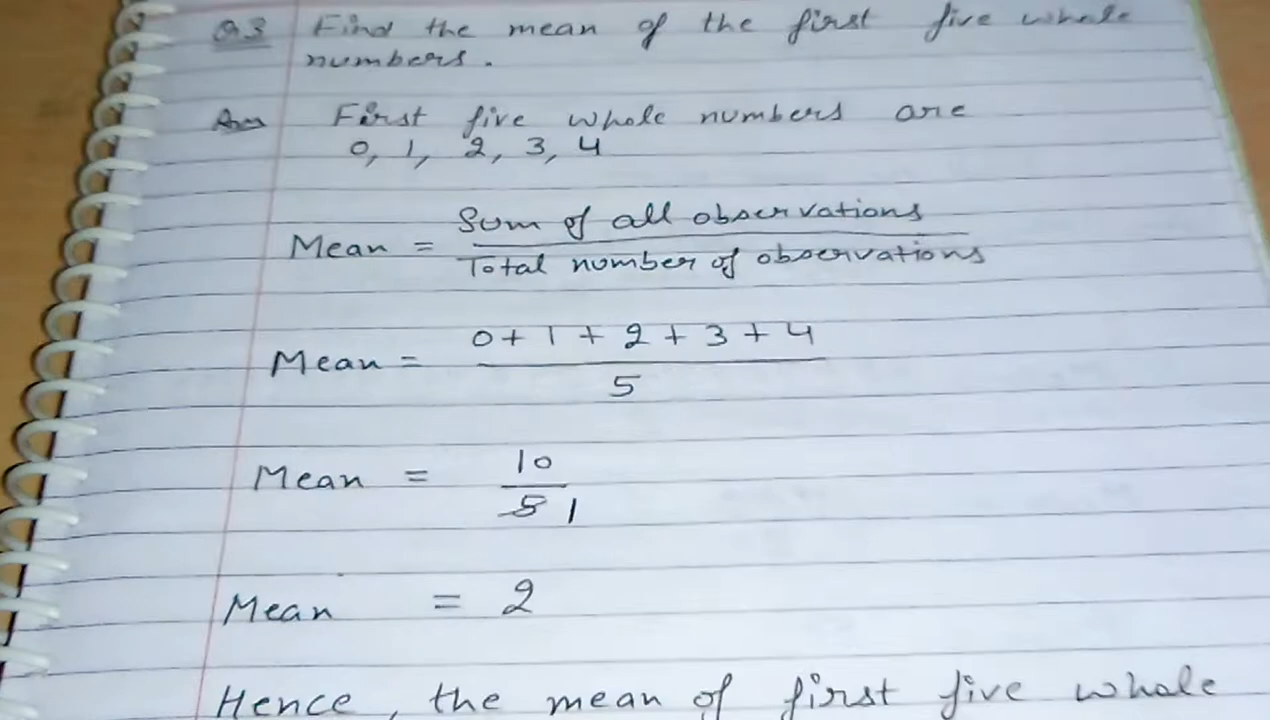 Q3 Find the mean of the first five whole
numbers.
Ans First five whole numbers are
0, 1, 2, 3, 4
Mean = Sum of all observations
Total number of observations
Mean = 0 + 1 + 2 + 3 + 4
5
Mean = 10
5 1
Mean = 2
Hence, the mean of first five whole